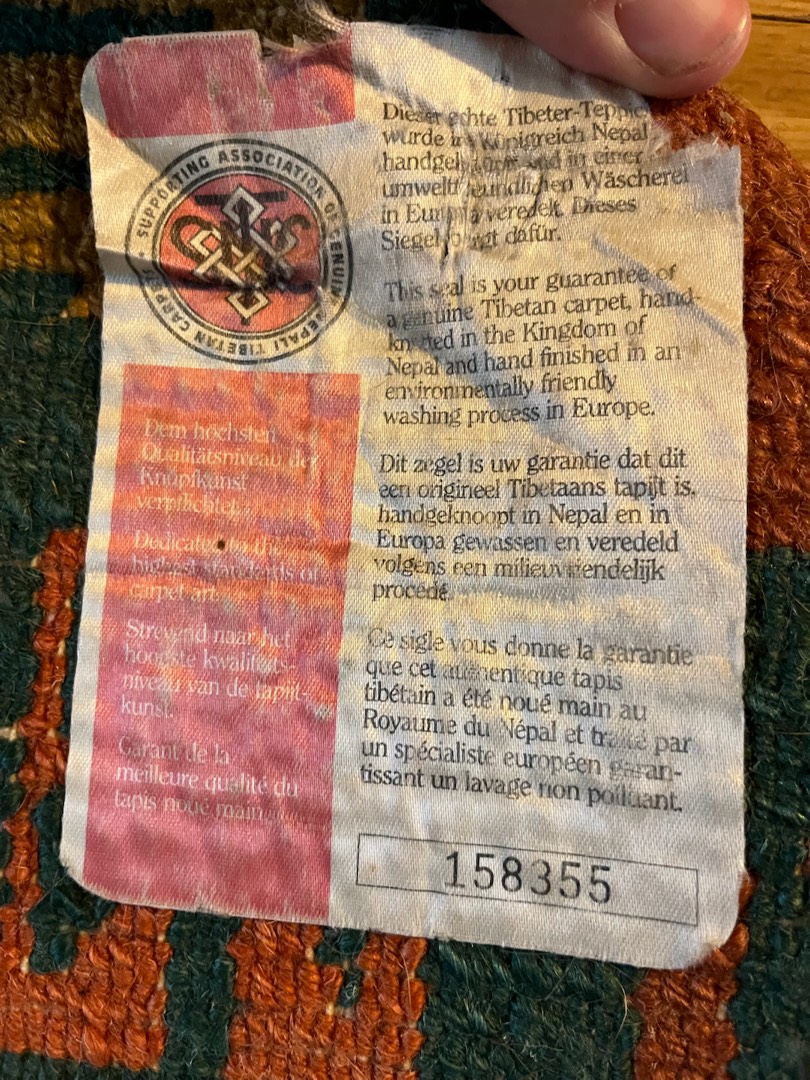 SUPPORTING ASSOCIATION OF GENUINE NEPALI TIBETAN CARPET
Dieser echte Tibeter-Teppich
wurde im Königreich Nepal
handgeknüpft und in einer
umweltfreundlichen Wäscherei
in Europa veredelt. Dieses
Siegel bürgt dafür.
This seal is your guarantee of
a genuine Tibetan carpet, hand-
knotted in the Kingdom of
Nepal and hand finished in an
environmentally friendly
washing process in Europe.
Dit zegel is uw garantie dat dit
een origineel Tibetaans tapijt is,
handgeknoopt in Nepal en in
Europa gewassen en veredeld
volgens een milieuvriendelijk
procedé.
Ce sigle vous donne la garantie
que cet authentique tapis
tibétain a été noué main au
Royaume du Népal et traité par
un spécialiste européen garan-
tissant un lavage non polluant.
Dem höchsten
Qualitätsniveau der
Knüpfkunst
verpflichtet.
Dedicated to the
highest standards of
carpet art.
Strevend naar het
hoogste kwaliteits-
niveau van de tapijt-
kunst.
Garant de la
meilleure qualité du
tapis noué main.
158355